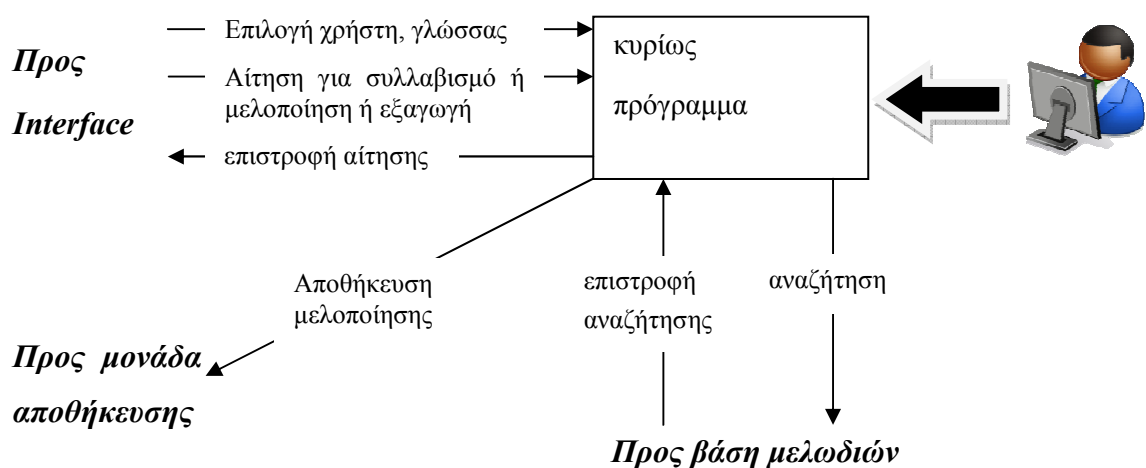 Επιλογή χρήστη, γλώσσας
Προς
Interface
Αίτηση για συλλαβισμό ή
μελοποίηση ή εξαγωγή
επιστροφή αίτησης
κυρίως
πρόγραμμα
Αποθήκευση
μελοποίησης
επιστροφή
αναζήτησης
αναζήτηση
Προς μονάδα
αποθήκευσης
Προς βάση μελωδιών